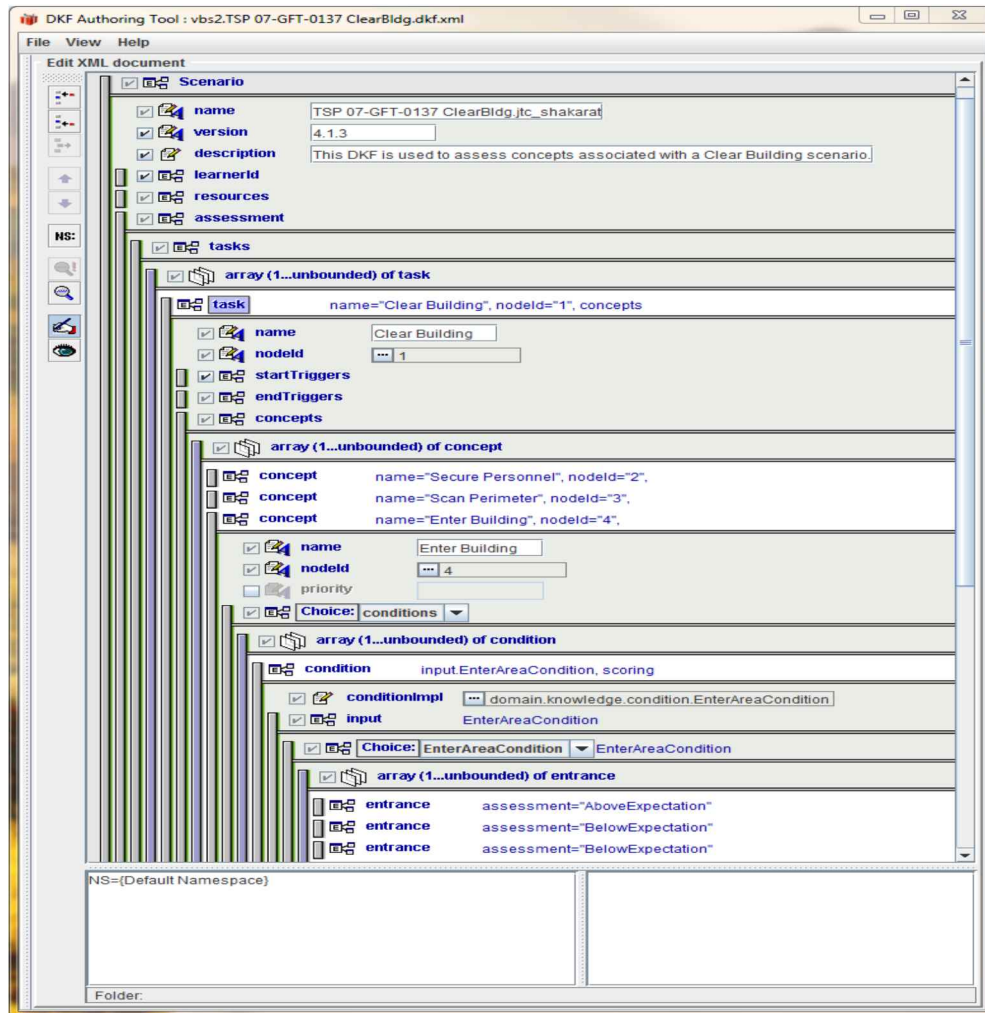 DKF Authoring Tool : vbs2.TSP 07-GFT-0137 ClearBldg.dkf.xml
File View Help
Edit XML document
Scenario
name TSP 07-GFT-0137 ClearBldg.jtc_shakarat
version 4.1.3
description This DKF is used to assess concepts associated with a Clear Building scenario.
learnerId
resources
assessment
NS:
tasks
array (1...unbounded) of task
task name="Clear Building", nodeId="1", concepts
name Clear Building
nodeId ... 1
startTriggers
endTriggers
concepts
array (1...unbounded) of concept
concept name="Secure Personnel", nodeId="2",
concept name="Scan Perimeter", nodeId="3",
concept name="Enter Building", nodeId="4",
name Enter Building
nodeId ... 4
priority
Choice: conditions
array (1...unbounded) of condition
condition input.EnterAreaCondition, scoring
conditionImpl ... domain.knowledge.condition.EnterAreaCondition
input EnterAreaCondition
Choice: EnterAreaCondition EnterAreaCondition
array (1...unbounded) of entrance
entrance assessment="AboveExpectation"
entrance assessment="BelowExpectation"
entrance assessment="BelowExpectation"
NS={Default Namespace}
Folder: